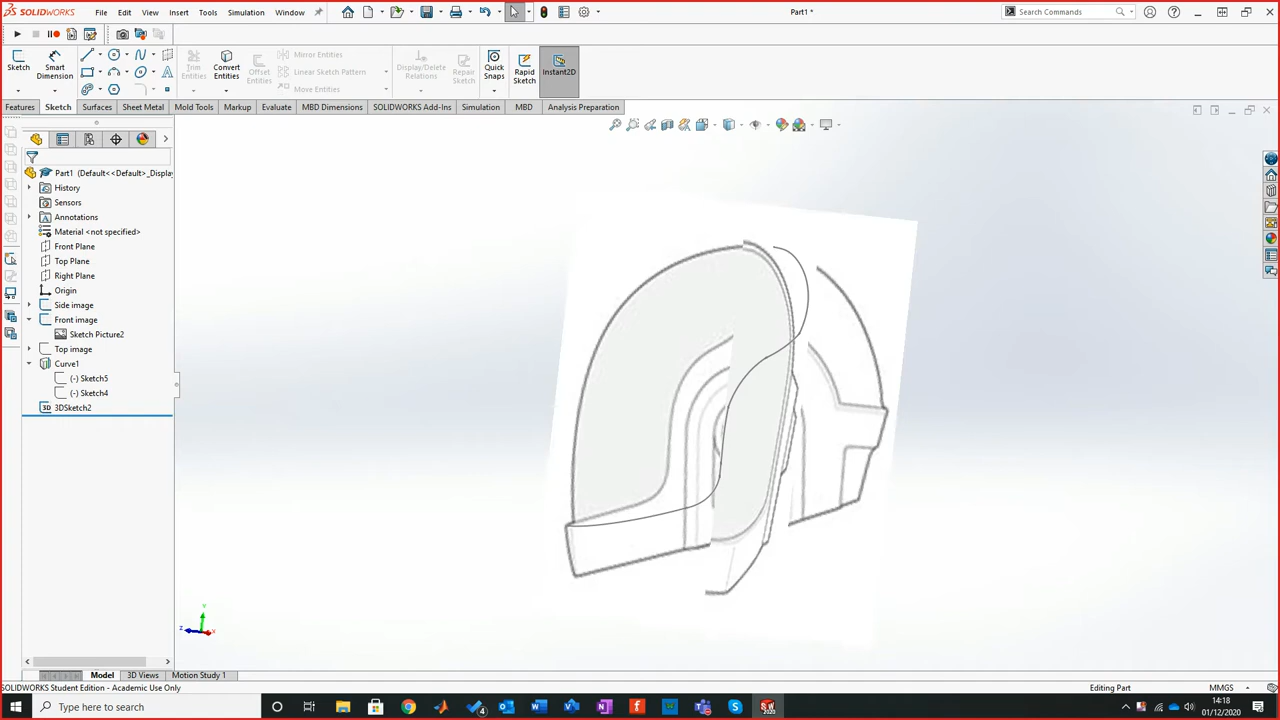 SOLIDWORKS File Edit View Insert Tools Simulation Window Part1 * Search Commands
Sketch Smart Dimension Trim Entities Convert Entities Offset Entities Mirror Entities Linear Sketch Pattern Move Entities Display/Delete Relations Repair Sketch Quick Snaps Rapid Sketch Instant2D
Features Sketch Surfaces Sheet Metal Mold Tools Markup Evaluate MBD Dimensions SOLIDWORKS Add-Ins Simulation MBD Analysis Preparation
Part1 (Default<<Default>_Displa
History
Sensors
Annotations
Material <not specified>
Front Plane
Top Plane
Right Plane
Origin
Side image
Front image
Sketch Picture2
Top image
Curve1
(-) Sketch5
(-) Sketch4
3D 3DSketch2
Y
Z X
Model 3D Views Motion Study 1
SOLIDWORKS Student Edition - Academic Use Only Editing Part MMGS
Type here to search 4 2020 14:18
01/12/2020